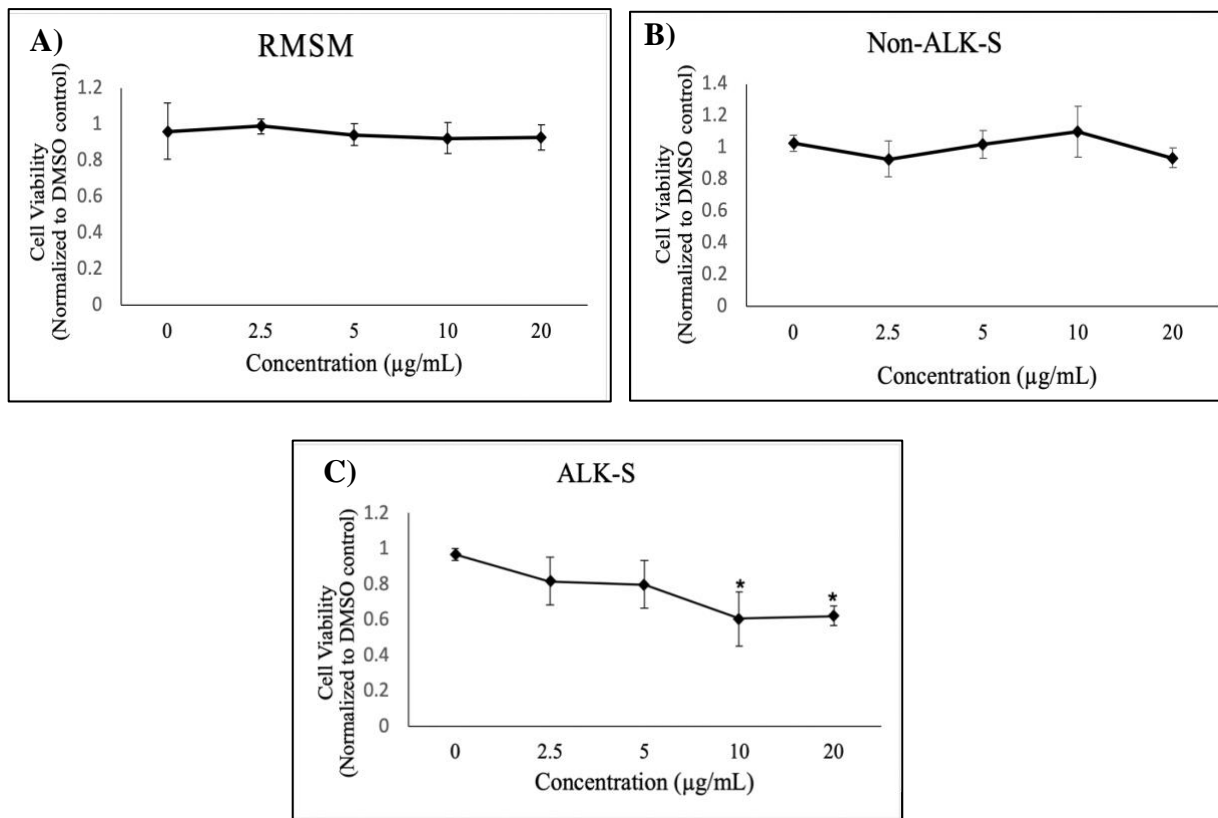 A)
RMSM
Cell Viability
(Normalized to DMSO control)
1.2
1
0.8
0.6
0.4
0.2
0
0 2.5 5 10 20
Concentration (µg/mL)
B)
Non-ALK-S
Cell Viability
(Normalized to DMSO control)
1.4
1.2
1
0.8
0.6
0.4
0.2
0
0 2.5 5 10 20
Concentration (µg/mL)
C)
ALK-S
Cell Viability
(Normalized to DMSO control)
1.2
1
0.8
0.6
0.4
0.2
0
* *
0 2.5 5 10 20
Concentration (µg/mL)